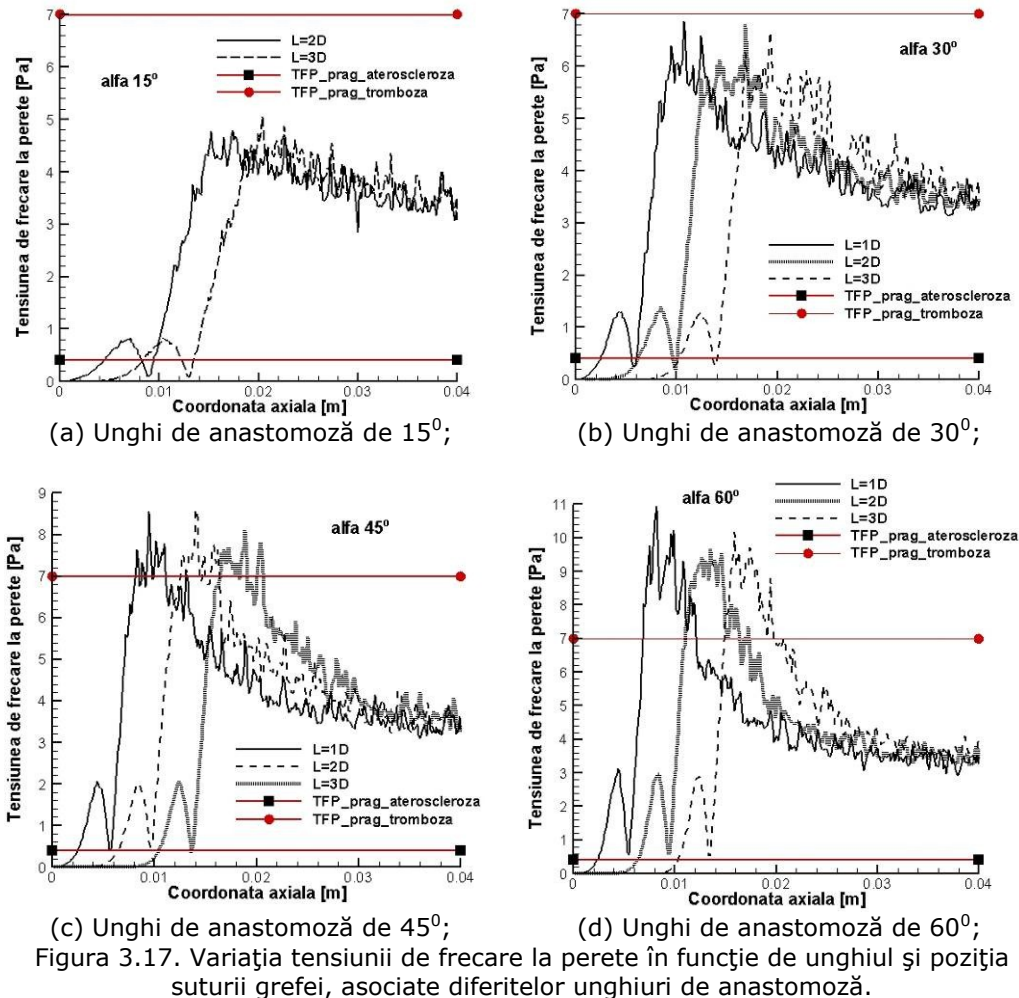 7
6
5
4
3
2
1
0
Tensiunea de frecare la perete [Pa]
alfa 15⁰
L=2D
L=3D
TFP_prag_ateroscleroza
TFP_prag_tromboza
0
0.01
0.02
0.03
0.04
Coordonata axiala [m]
(a) Unghi de anastomoză de 15⁰;
7
6
5
4
3
2
1
0
Tensiunea de frecare la perete [Pa]
alfa 30⁰
L=1D
L=2D
L=3D
TFP_prag_ateroscleroza
TFP_prag_tromboza
0
0.01
0.02
0.03
0.04
Coordonata axiala [m]
(b) Unghi de anastomoză de 30⁰;
9
8
7
6
5
4
3
2
1
0
Tensiunea de frecare la perete [Pa]
alfa 45⁰
L=1D
L=2D
L=3D
TFP_prag_ateroscleroza
TFP_prag_tromboza
0
0.01
0.02
0.03
0.04
Coordonata axiala [m]
(c) Unghi de anastomoză de 45⁰;
11
10
9
8
7
6
5
4
3
2
1
0
Tensiunea de frecare la perete [Pa]
alfa 60⁰
L=1D
L=2D
L=3D
TFP_prag_ateroscleroza
TFP_prag_tromboza
0
0.01
0.02
0.03
0.04
Coordonata axiala [m]
(d) Unghi de anastomoză de 60⁰;
Figura 3.17. Variaţia tensiunii de frecare la perete în funcţie de unghiul şi poziţia
suturii grefei, asociate diferitelor unghiuri de anastomoză.